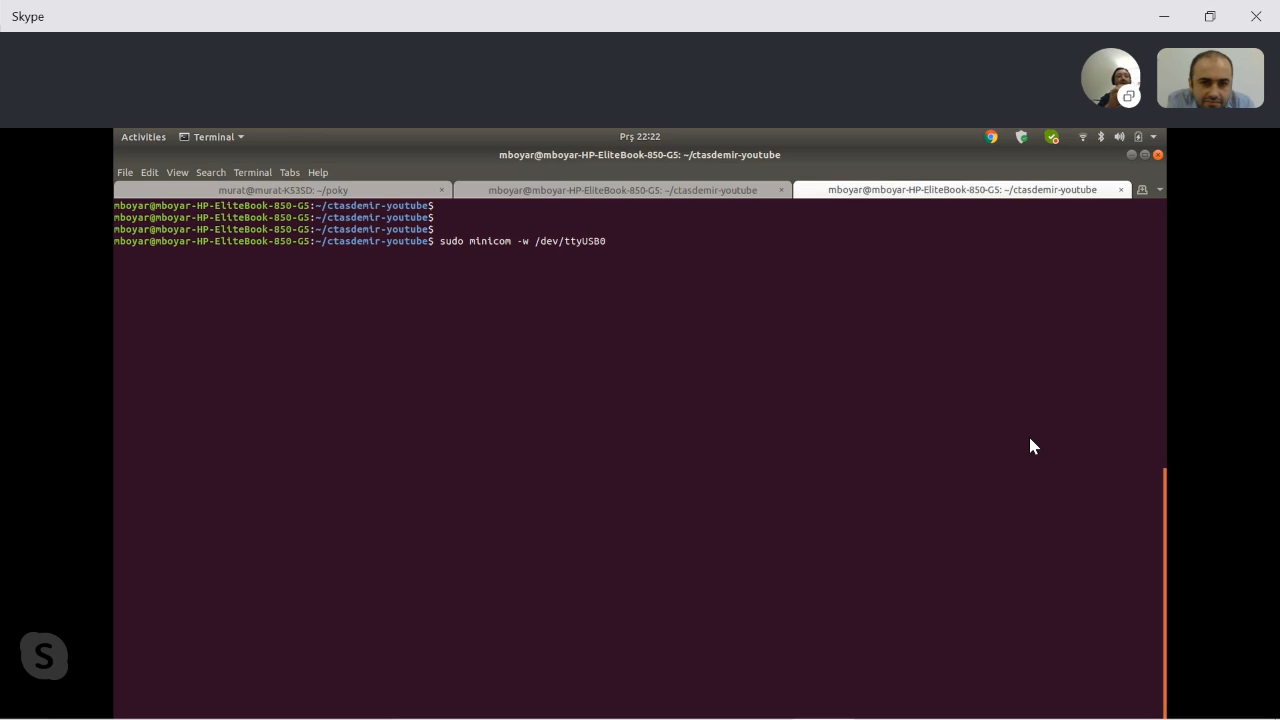 Skype
Activities Terminal Prş 22:22
mboyar@mboyar-HP-EliteBook-850-G5: ~/ctasdemir-youtube
File Edit View Search Terminal Tabs Help
murat@murat-K53SD: ~/poky × mboyar@mboyar-HP-EliteBook-850-G5: ~/ctasdemir-youtube × mboyar@mboyar-HP-EliteBook-850-G5: ~/ctasdemir-youtube ×
mboyar@mboyar-HP-EliteBook-850-G5:~/ctasdemir-youtube$
mboyar@mboyar-HP-EliteBook-850-G5:~/ctasdemir-youtube$
mboyar@mboyar-HP-EliteBook-850-G5:~/ctasdemir-youtube$
mboyar@mboyar-HP-EliteBook-850-G5:~/ctasdemir-youtube$ sudo minicom -w /dev/ttyUSB0
S